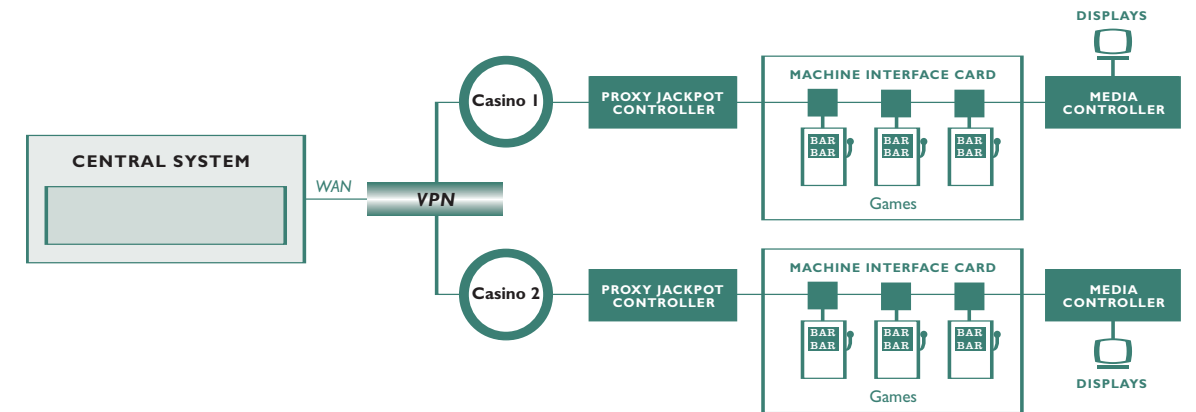 CENTRAL SYSTEM
WAN
VPN
Casino 1
PROXY JACKPOT
CONTROLLER
MACHINE INTERFACE CARD
BAR
BAR
BAR
BAR
BAR
BAR
Games
DISPLAYS
MEDIA
CONTROLLER
Casino 2
PROXY JACKPOT
CONTROLLER
MACHINE INTERFACE CARD
BAR
BAR
BAR
BAR
BAR
BAR
Games
MEDIA
CONTROLLER
DISPLAYS